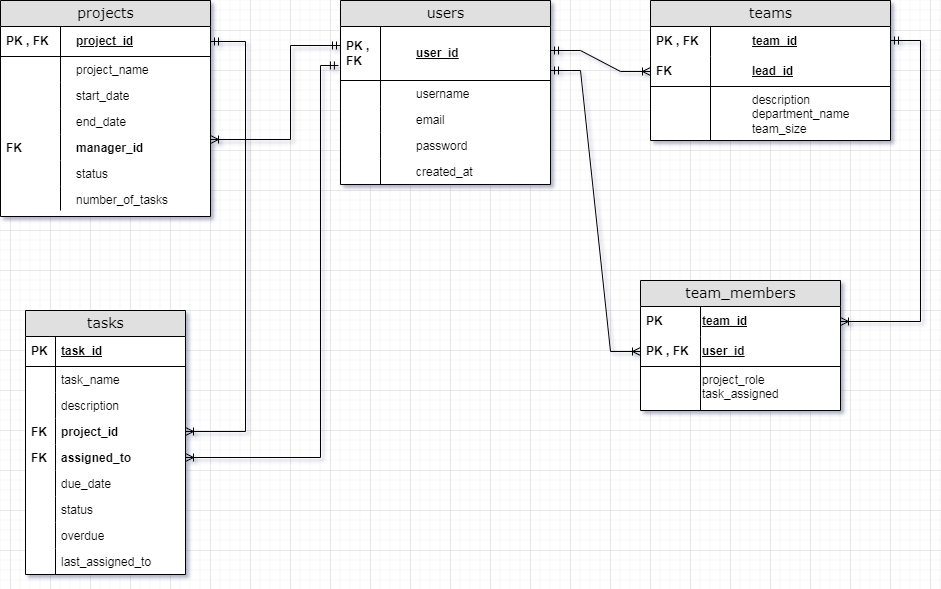 projects
PK , FK project_id
project_name
start_date
end_date
FK manager_id
status
number_of_tasks
users
PK ,
FK
user_id
username
email
password
created_at
teams
PK , FK team_id
FK lead_id
description
department_name
team_size
tasks
PK task_id
task_name
description
FK project_id
FK assigned_to
due_date
status
overdue
last_assigned_to
team_members
PK team_id
PK , FK user_id
project_role
task_assigned